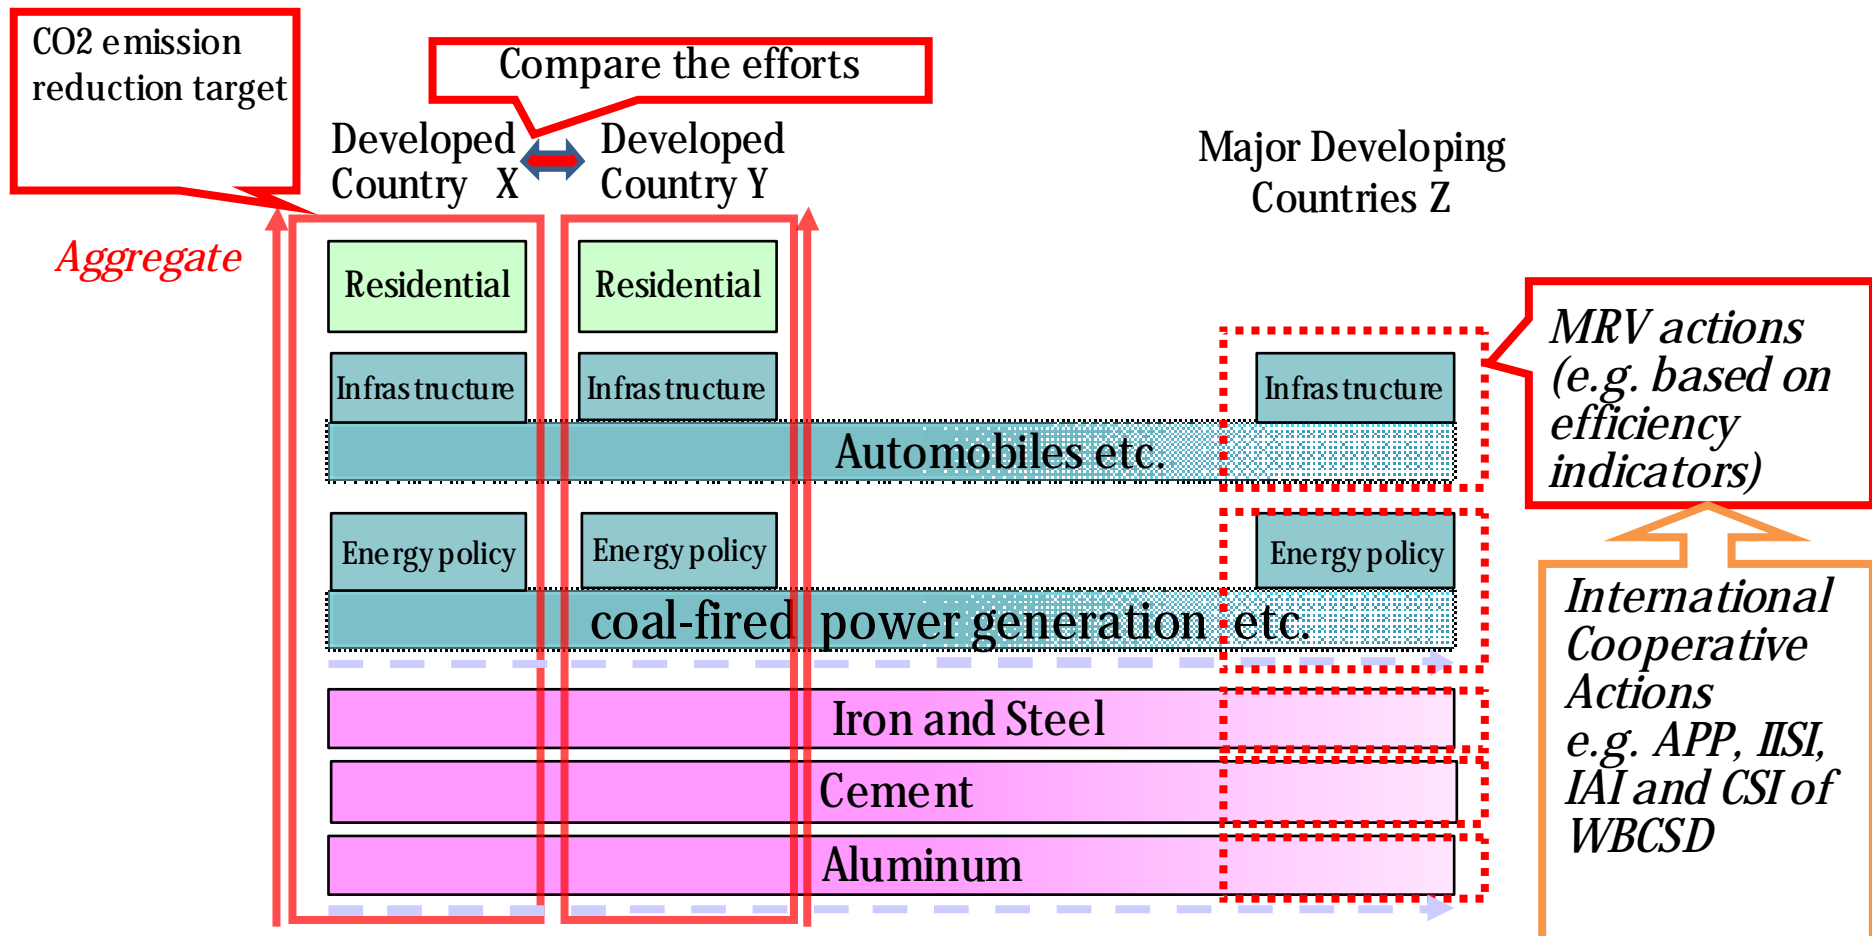 CO2 emission
reduction target
Compare the efforts
Developed
Country X
Developed
Country Y
Major Developing
Countries Z
Aggregate
Residential
Residential
Infrastructure
Infrastructure
Infrastructure
Automobiles etc.
Energy policy
Energy policy
Energy policy
coal-fired power generation etc.
Iron and Steel
Cement
Aluminum
MRV actions
(e.g. based on
efficiency
indicators)
International
Cooperative
Actions
e.g. APP, IISI,
IAI and CSI of
WBCSD